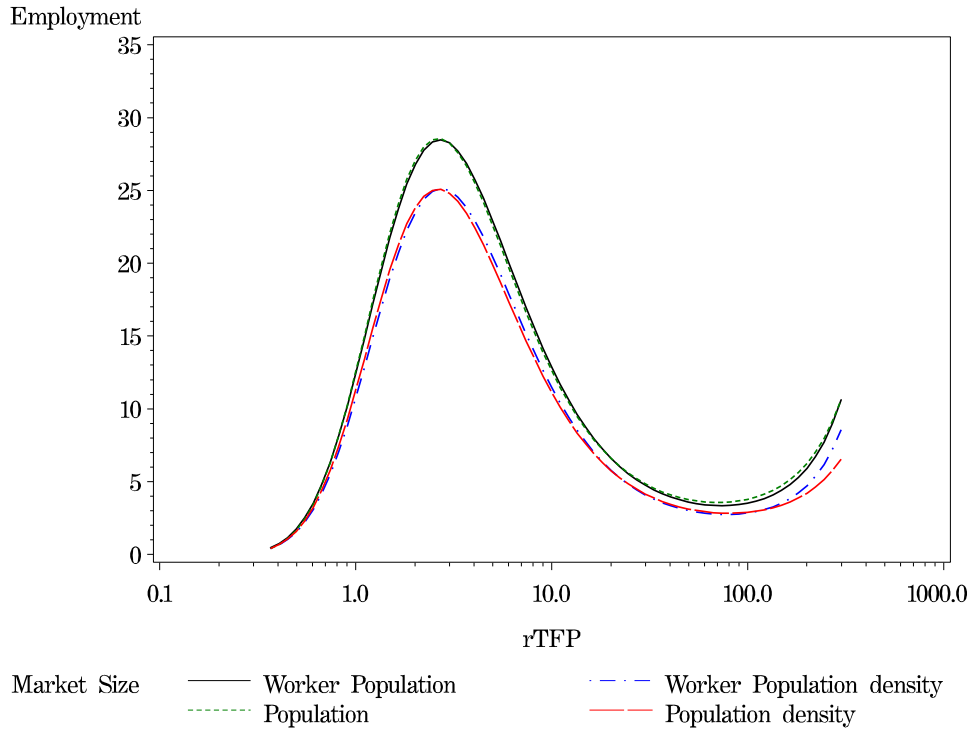 Employment
35
30
25
20
15
10
5
0
0.1 1.0 10.0 100.0 1000.0
rTFP
Market Size Worker Population Worker Population density
Population Population density